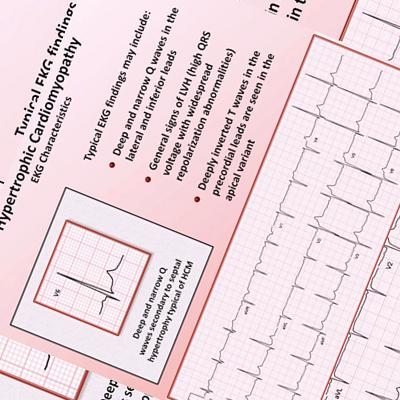 Typical EKG findings
Hypertrophic Cardiomyopathy
EKG Characteristics
Typical EKG findings may include:
Deep and narrow Q waves in the
lateral and inferior leads
General signs of LVH (high QRS
voltage with widespread
repolarization abnormalities)
Deeply inverted T waves in the
precordial leads are seen in the
apical variant
V6
Deep and narrow Q
waves secondary to septal
hypertrophy typical of HCM
in
in t
V2
aVL